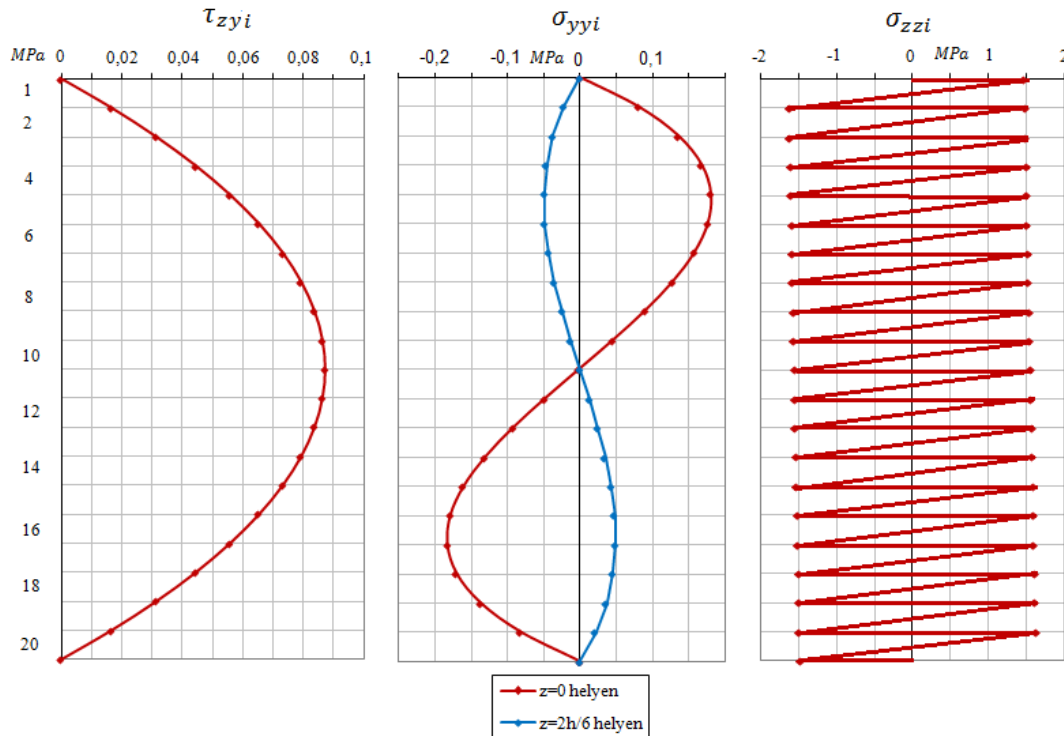 τzyi
σyyi
σzzi
MPa 0 0,02 0,04 0,06 0,08 0,1
-0,2 -0,1 MPa 0 0,1
-2 -1 0 MPa 1 2
1
2
4
6
8
10
12
14
16
18
20
z=0 helyen
z=2h/6 helyen